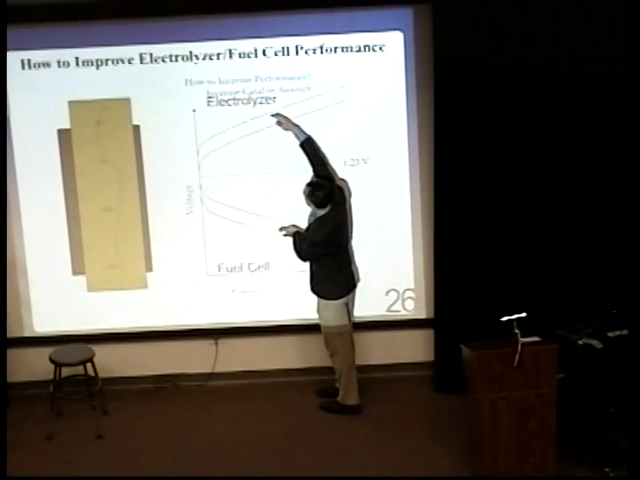 How to Improve Electrolyzer/Fuel Cell Performance
How to Increase Performance?
Increase Catalyst Amount
Electrolyzer
1.23 V
Voltage
Fuel Cell
26